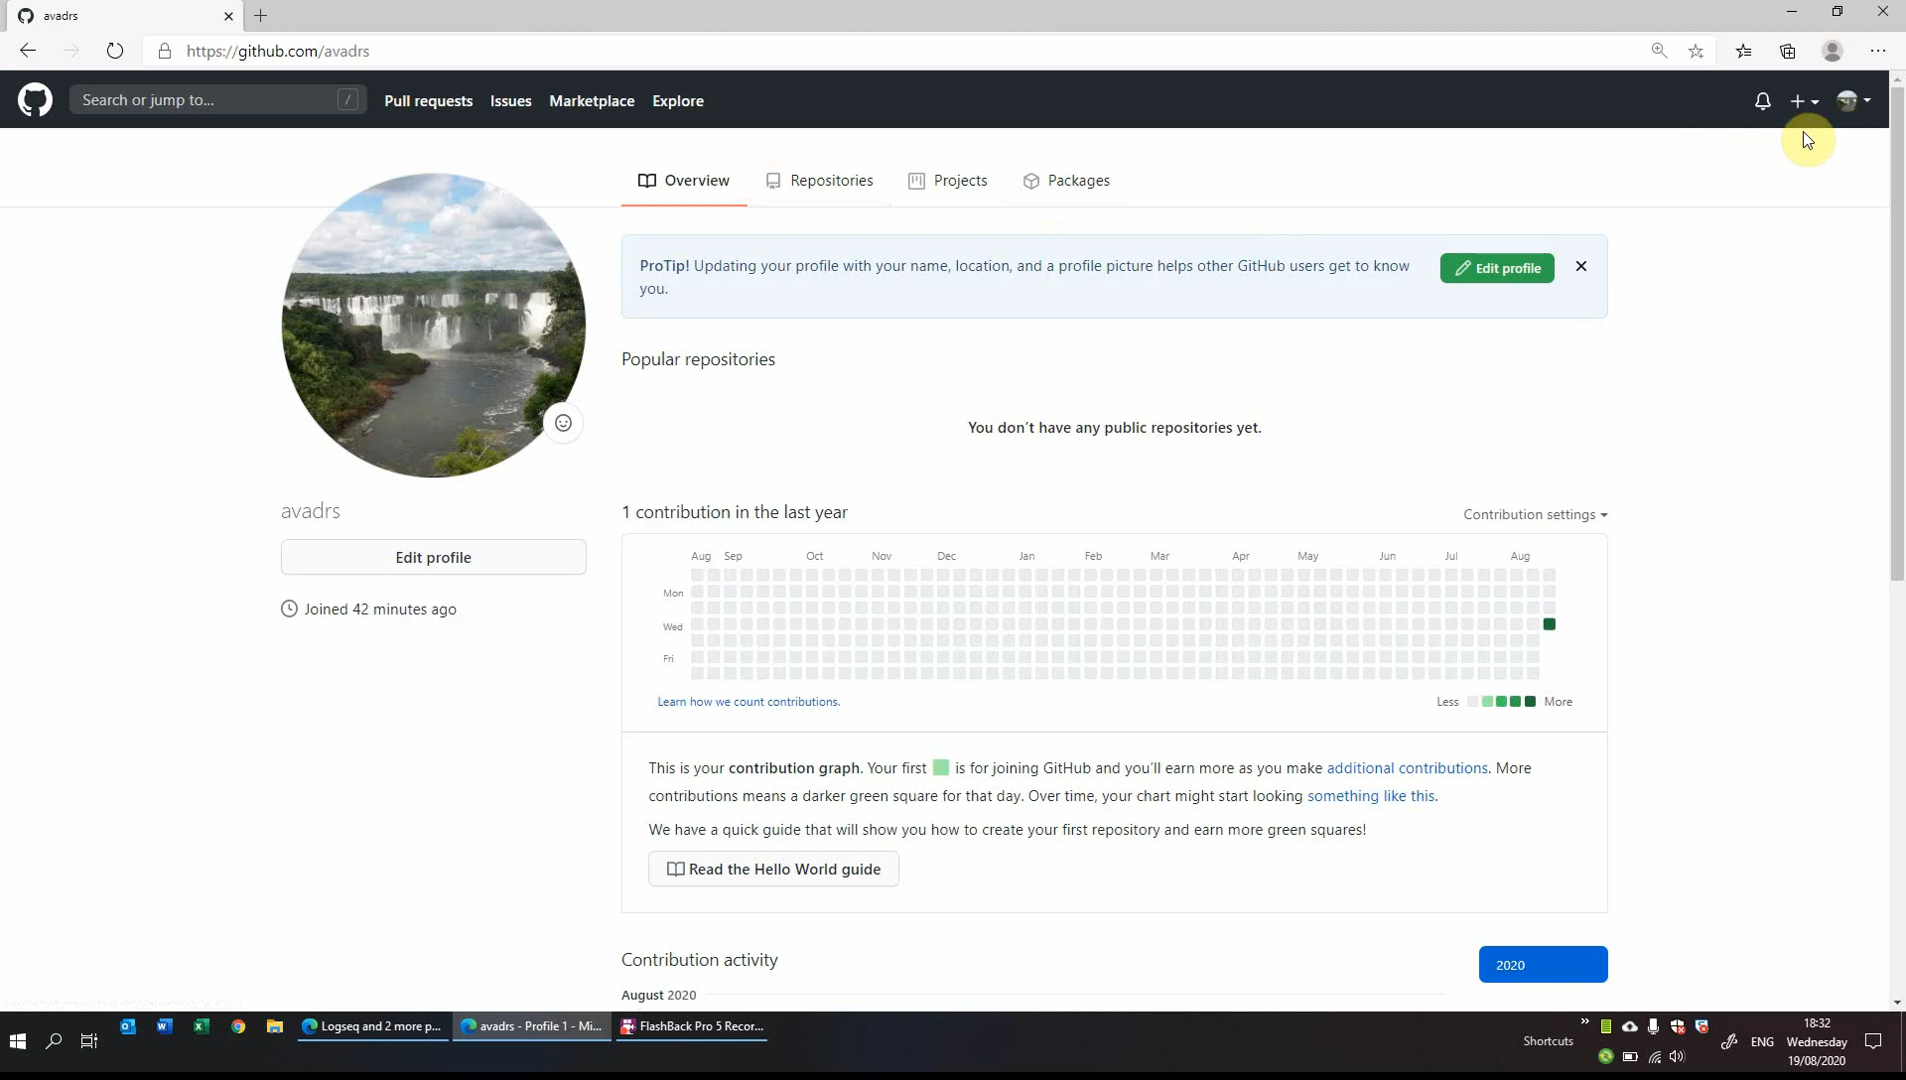 avadrs
https://github.com/avadrs
Search or jump to... /
Pull requests Issues Marketplace Explore
Overview Repositories Projects Packages
ProTip! Updating your profile with your name, location, and a profile picture helps other GitHub users get to know
you.
Edit profile
Popular repositories
You don't have any public repositories yet.
avadrs
Edit profile
Joined 42 minutes ago
1 contribution in the last year
Contribution settings
Aug Sep Oct Nov Dec Jan Feb Mar Apr May Jun Jul Aug
Mon
Wed
Fri
Learn how we count contributions.
Less More
This is your contribution graph. Your first is for joining GitHub and you'll earn more as you make additional contributions. More
contributions means a darker green square for that day. Over time, your chart might start looking something like this.
We have a quick guide that will show you how to create your first repository and earn more green squares!
Read the Hello World guide
Contribution activity
2020
August 2020
Logseq and 2 more p...
avadrs - Profile 1 - Mi...
FlashBack Pro 5 Recor...
Shortcuts
ENG
18:32
Wednesday
19/08/2020